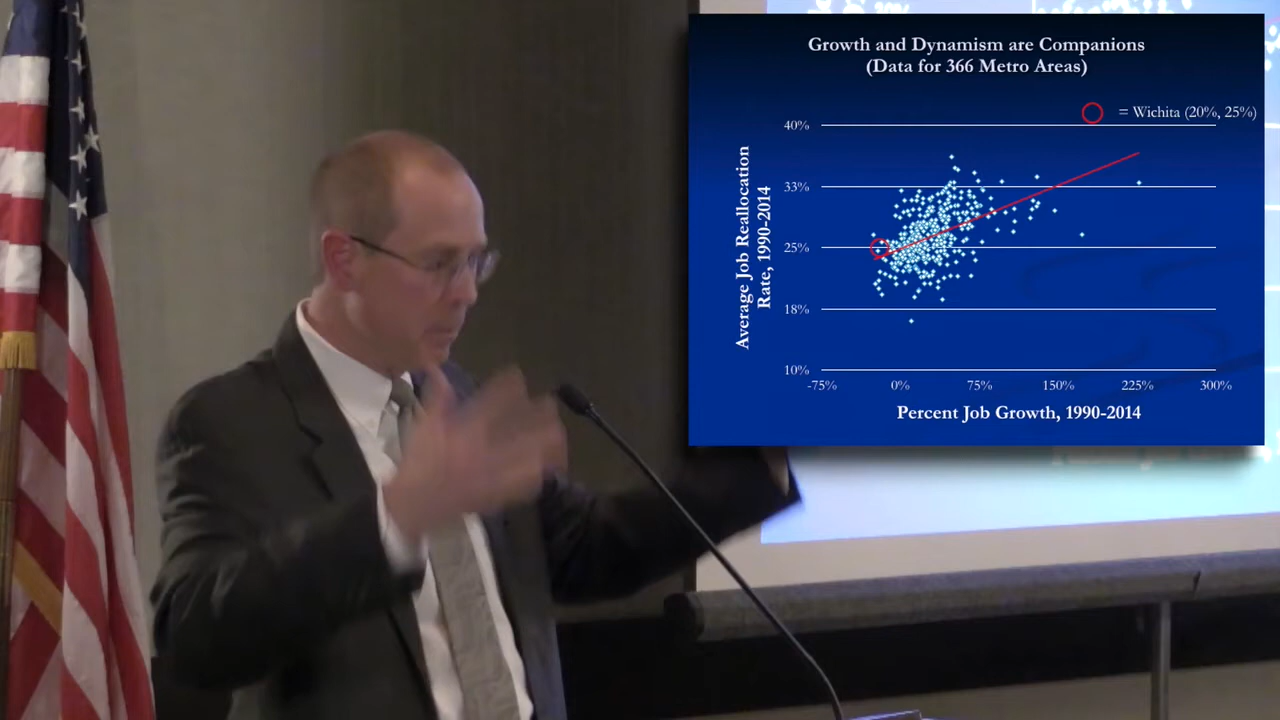 Growth and Dynamism are Companions
(Data for 366 Metro Areas)
= Wichita (20%, 25%)
Average Job Reallocation
Rate, 1990-2014
40%
33%
25%
18%
10%
-75%
0%
75%
150%
225%
300%
Percent Job Growth, 1990-2014